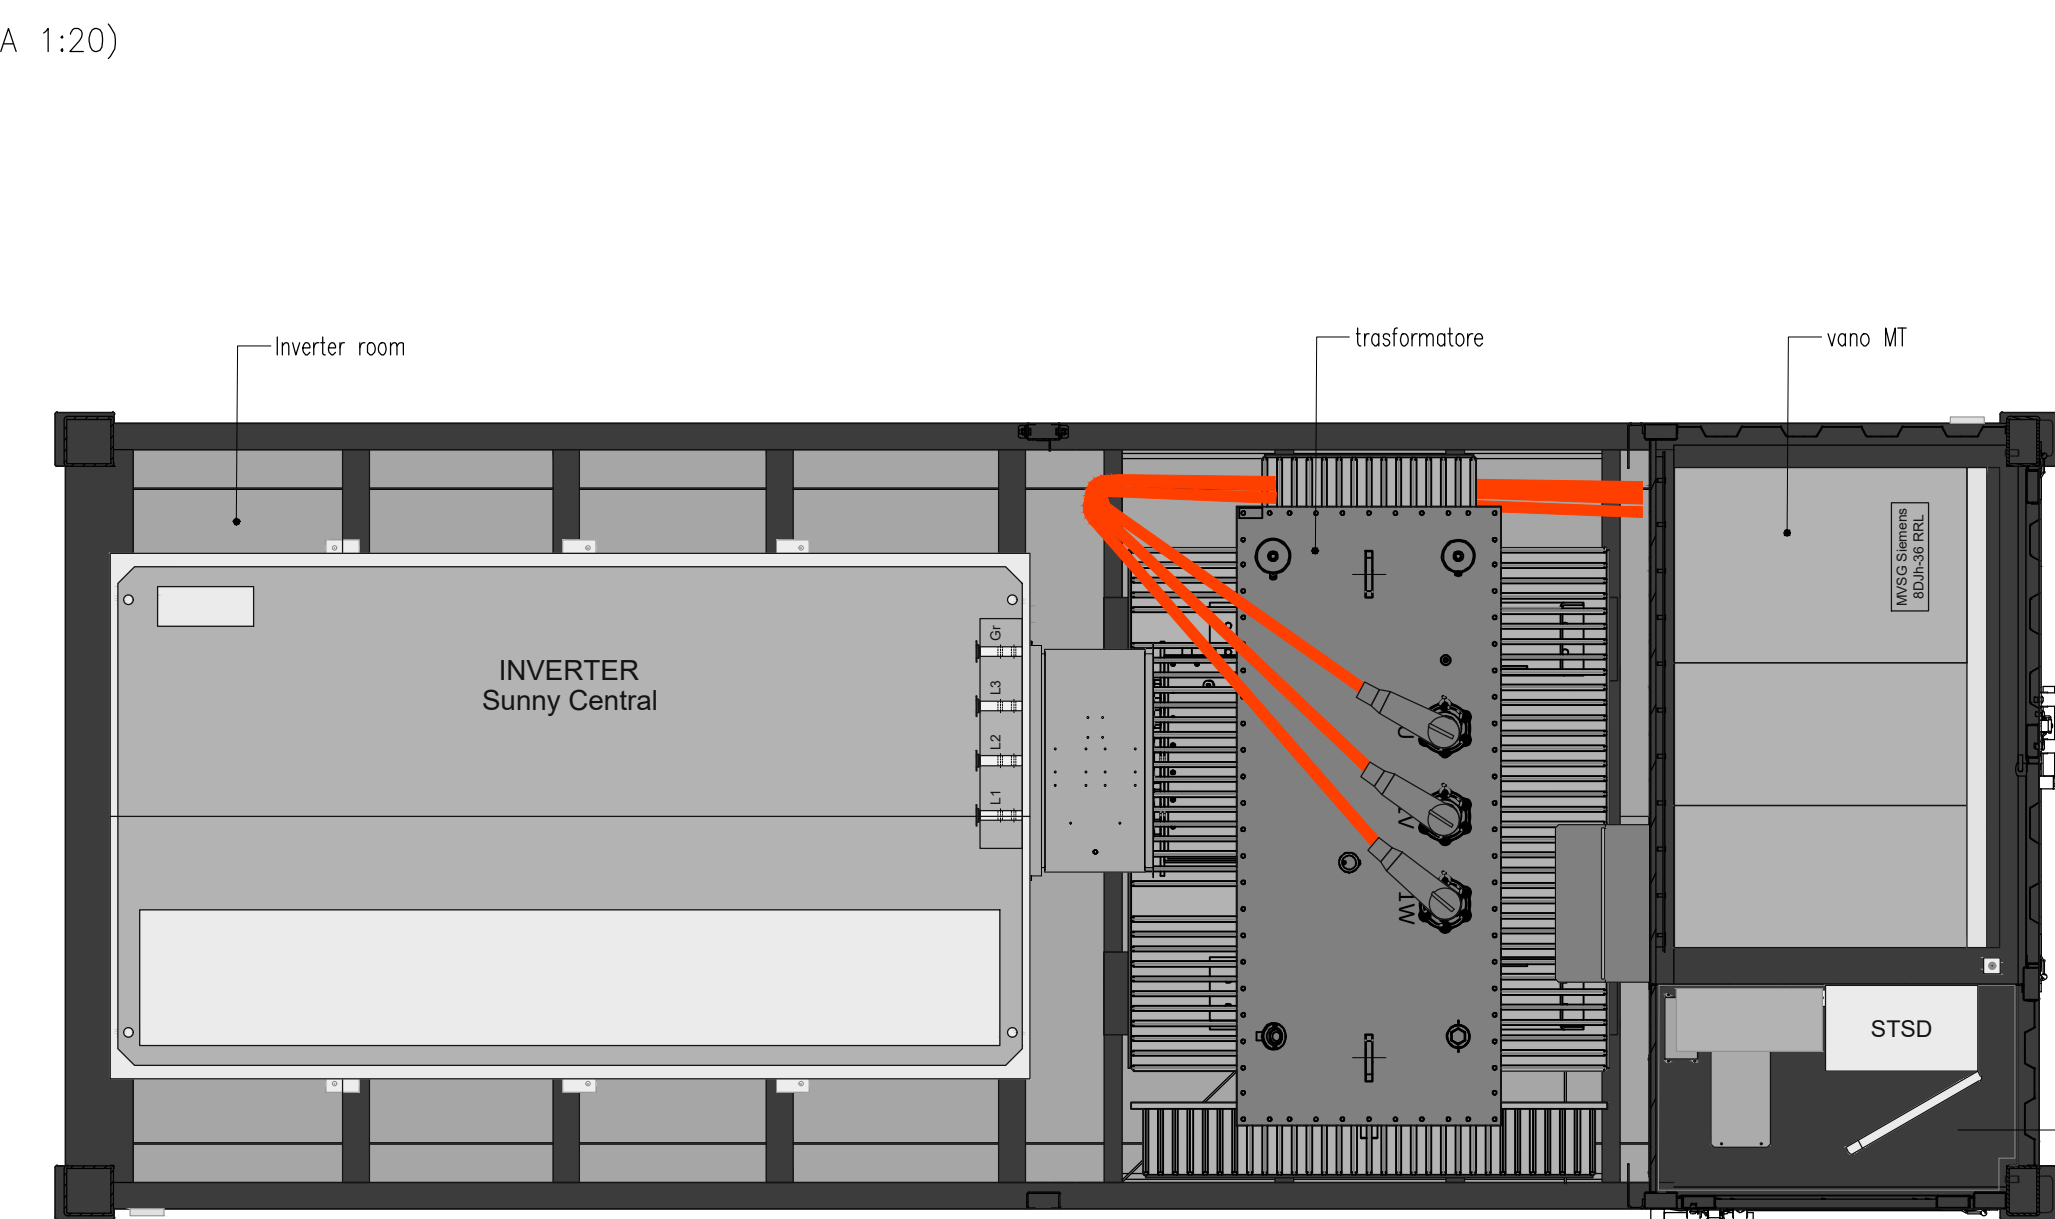 A 1:20)
Inverter room
trasformatore
vano MT
MVSG Siemens
8DJh-36 RRL
INVERTER
Sunny Central
Gr
L3
L2
L1
U
V
WT
STSD